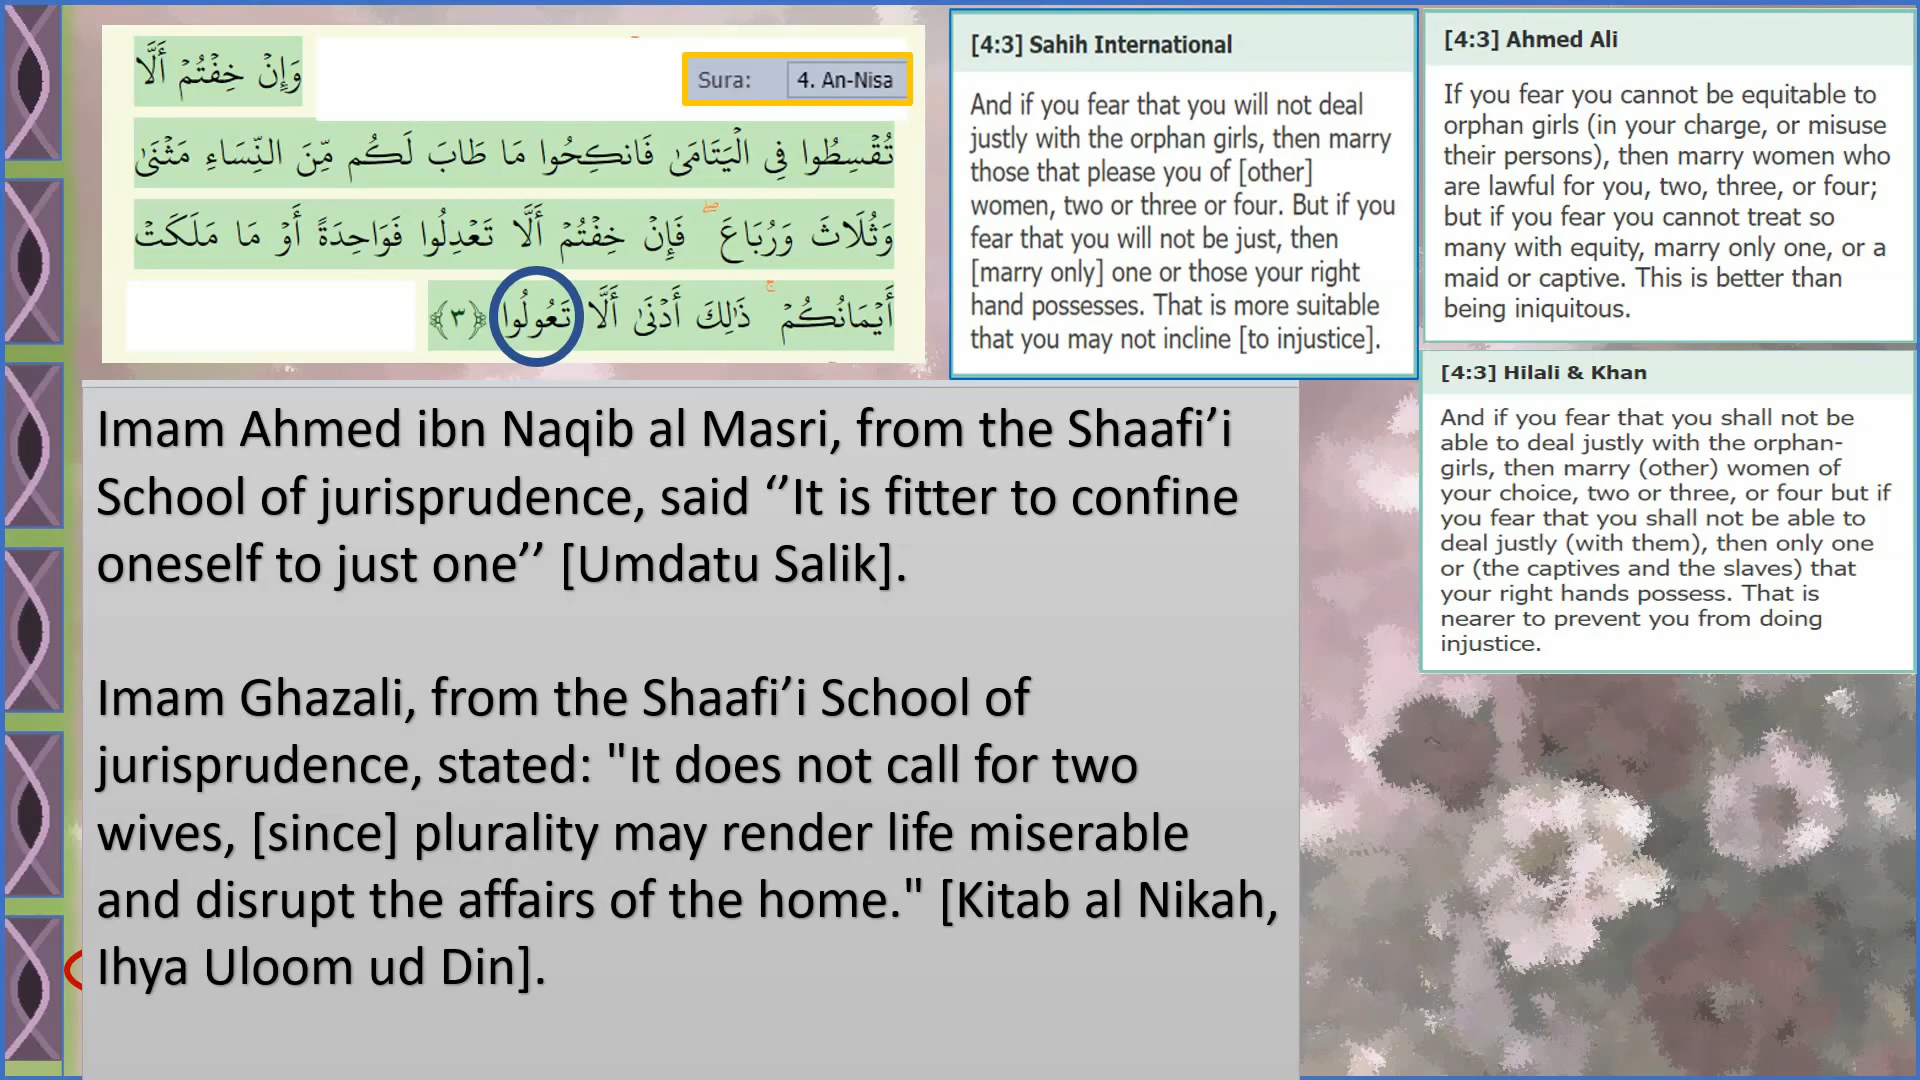 وَإِنْ خِفْتُمْ أَلَّا
Sura: 4. An-Nisa
تُقْسِطُوا فِي الْيَتَامَىٰ فَانكِحُوا مَا طَابَ لَكُم مِّنَ النِّسَاءِ مَثْنَىٰ
وَثُلَاثَ وَرُبَاعَ ۖ فَإِنْ خِفْتُمْ أَلَّا تَعْدِلُوا فَوَاحِدَةً أَوْ مَا مَلَكَتْ
أَيْمَانُكُمْ ۚ ذَٰلِكَ أَدْنَىٰ أَلَّا تَعُولُوا ﴿٣﴾
[4:3] Sahih International
And if you fear that you will not deal
justly with the orphan girls, then marry
those that please you of [other]
women, two or three or four. But if you
fear that you will not be just, then
[marry only] one or those your right
hand possesses. That is more suitable
that you may not incline [to injustice].
[4:3] Ahmed Ali
If you fear you cannot be equitable to
orphan girls (in your charge, or misuse
their persons), then marry women who
are lawful for you, two, three, or four;
but if you fear you cannot treat so
many with equity, marry only one, or a
maid or captive. This is better than
being iniquitous.
[4:3] Hilali & Khan
And if you fear that you shall not be
able to deal justly with the orphan-
girls, then marry (other) women of
your choice, two or three, or four but if
you fear that you shall not be able to
deal justly (with them), then only one
or (the captives and the slaves) that
your right hands possess. That is
nearer to prevent you from doing
injustice.
Imam Ahmed ibn Naqib al Masri, from the Shaafi’i
School of jurisprudence, said ‘’It is fitter to confine
oneself to just one’’ [Umdatu Salik].
Imam Ghazali, from the Shaafi’i School of
jurisprudence, stated: "It does not call for two
wives, [since] plurality may render life miserable
and disrupt the affairs of the home." [Kitab al Nikah,
Ihya Uloom ud Din].